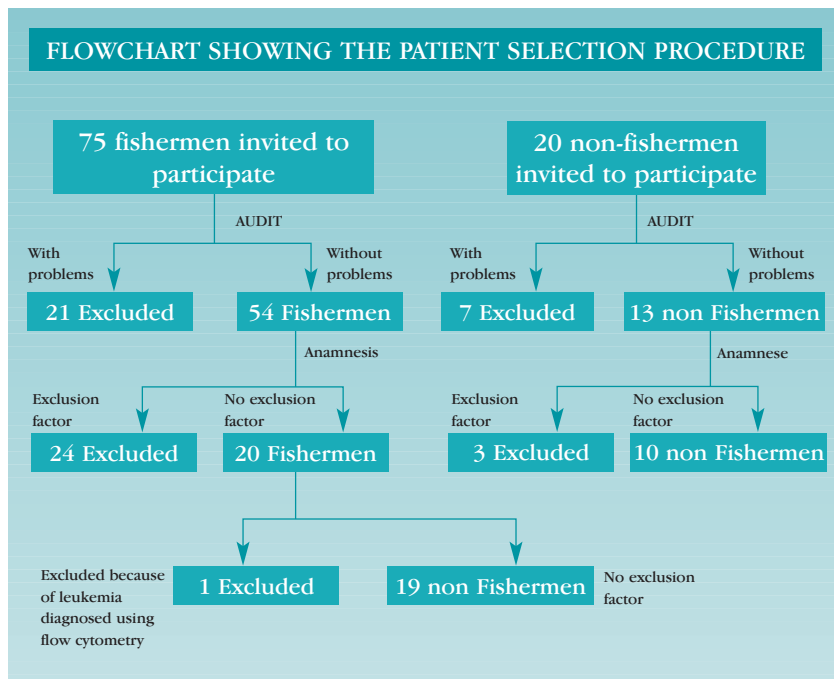 FLOWCHART SHOWING THE PATIENT SELECTION PROCEDURE
75 fishermen invited to
participate
20 non-fishermen
invited to participate
AUDIT
AUDIT
With
problems
Without
problems
With
problems
Without
problems
21 Excluded
54 Fishermen
7 Excluded
13 non Fishermen
Anamnesis
Anamnese
Exclusion
factor
No exclusion
factor
Exclusion
factor
No exclusion
factor
24 Excluded
20 Fishermen
3 Excluded
10 non Fishermen
Excluded because
of leukemia
diagnosed using
flow cytometry
1 Excluded
19 non Fishermen
No exclusion
factor